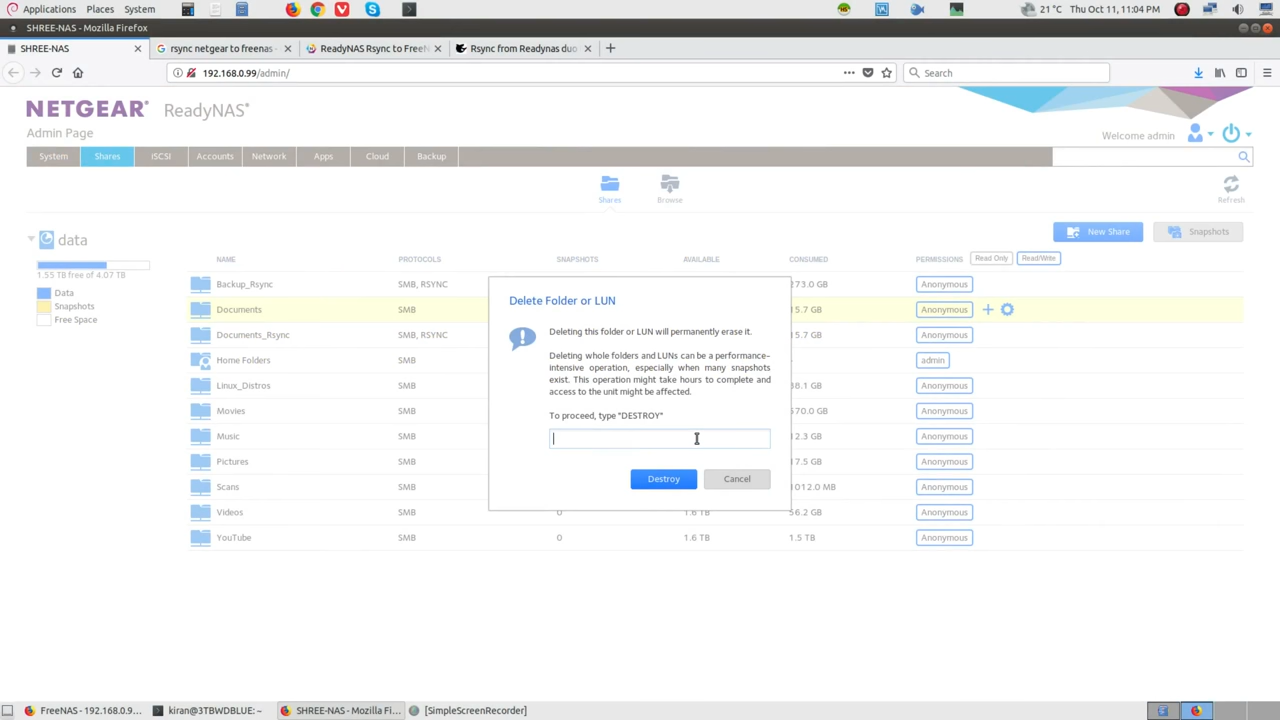 Applications Places System 21 °C Thu Oct 11, 11:04 PM
SHREE-NAS - Mozilla Firefox
SHREE-NAS rsync netgear to freenas ReadyNAS Rsync to FreeN Rsync from Readynas duo
192.168.0.99/admin/ Search
NETGEAR® ReadyNAS®
Admin Page
Welcome admin
System Shares iSCSI Accounts Network Apps Cloud Backup
Shares Browse Refresh
data
New Share Snapshots
1.55 TB free of 4.07 TB
Data
Snapshots
Free Space
NAME PROTOCOLS SNAPSHOTS AVAILABLE CONSUMED PERMISSIONS Read Only Read/Write
Backup_Rsync SMB, RSYNC 273.0 GB Anonymous
Documents SMB 15.7 GB Anonymous
Documents_Rsync SMB, RSYNC 15.7 GB Anonymous
Home Folders SMB admin
Linux_Distros SMB 38.1 GB Anonymous
Movies SMB 570.0 GB Anonymous
Music SMB 12.3 GB Anonymous
Pictures SMB 17.5 GB Anonymous
Scans SMB 1012.0 MB Anonymous
Videos SMB 0 1.6 TB 56.2 GB Anonymous
YouTube SMB 0 1.6 TB 1.5 TB Anonymous
Delete Folder or LUN
Deleting this folder or LUN will permanently erase it.
Deleting whole folders and LUNs can be a performance-
intensive operation, especially when many snapshots
exist. This operation might take hours to complete and
access to the unit might be affected.
To proceed, type "DESTROY"
Destroy Cancel
FreeNAS - 192.168.0.9... kiran@3TBWDBLUE: ~ SHREE-NAS - Mozilla Fi... [SimpleScreenRecorder]